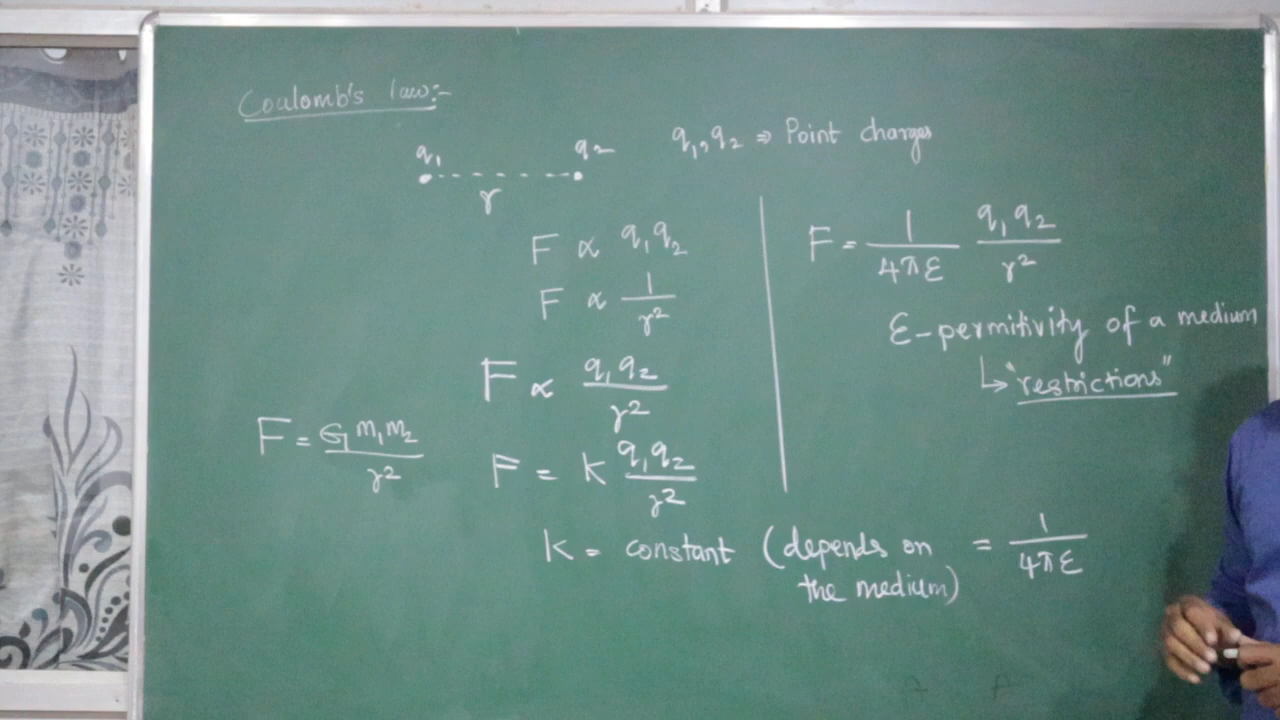 Coulomb's law:-
q₁ q₂ q₁, q₂ ⇒ Point charges
r
F ∝ q₁q₂
F ∝ 1/r²
F ∝ q₁q₂/r²
F = G m₁m₂/r²
F = K q₁q₂/r²
F = 1/4πε q₁q₂/r²
ε - permitivity of a medium
↳ "restrictions"
K = constant (depends on = 1/4πε
the medium)